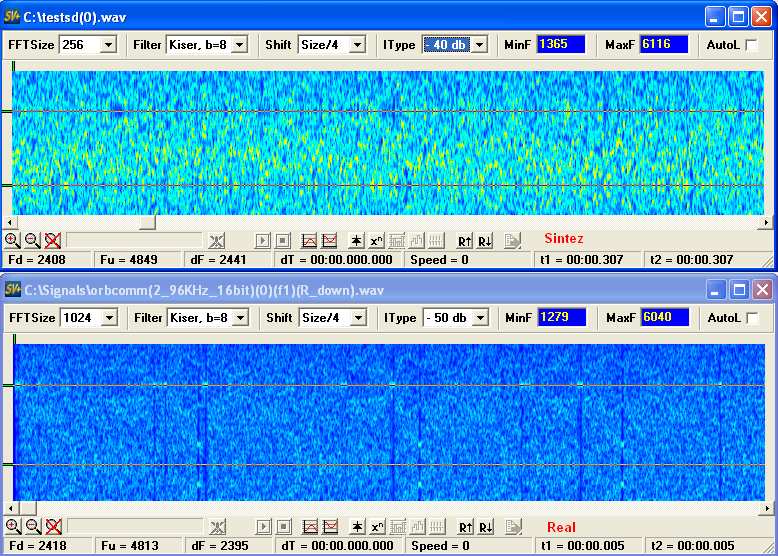 SV+ C:\testsd(0).wav
FFTSize 256 Filter Kiser, b=8 Shift Size/4 IType - 40 db MinF 1365 MaxF 6116 AutoL
xⁿ R↑ R↓ Sintez
Fd = 2408 Fu = 4849 dF = 2441 dT = 00:00.000.000 Speed = 0 t1 = 00:00.307 t2 = 00:00.307
SV+ C:\Signals\orbcomm(2_96KHz_16bit)(0)(f1)(R_down).wav
FFTSize 1024 Filter Kiser, b=8 Shift Size/4 IType - 50 db MinF 1279 MaxF 6040 AutoL
xⁿ R↑ R↓ Real
Fd = 2418 Fu = 4813 dF = 2395 dT = 00:00.000.000 Speed = 0 t1 = 00:00.005 t2 = 00:00.005